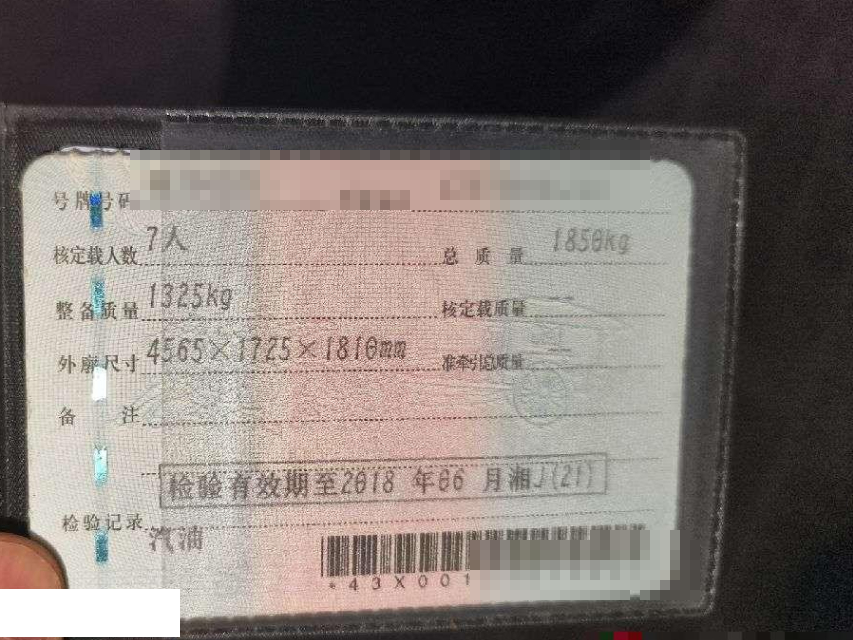 号牌号码
核定载人数 7人 总质量 1850kg
整备质量 1325kg 核定载质量 --
外廓尺寸 4565×1725×1810mm 准牵引总质量 --
备注
检验有效期至2018年06月湘J(21)
检验记录
汽油
*43X001